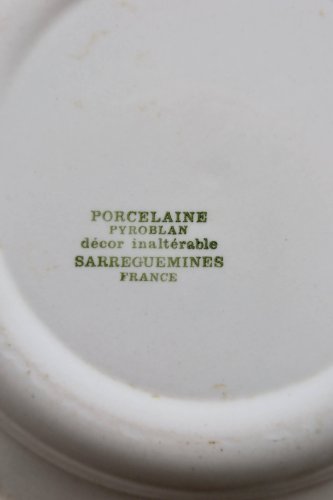 PORCELAINE
PYROBLAN
décor inaltérable
SARREGUEMINES
FRANCE